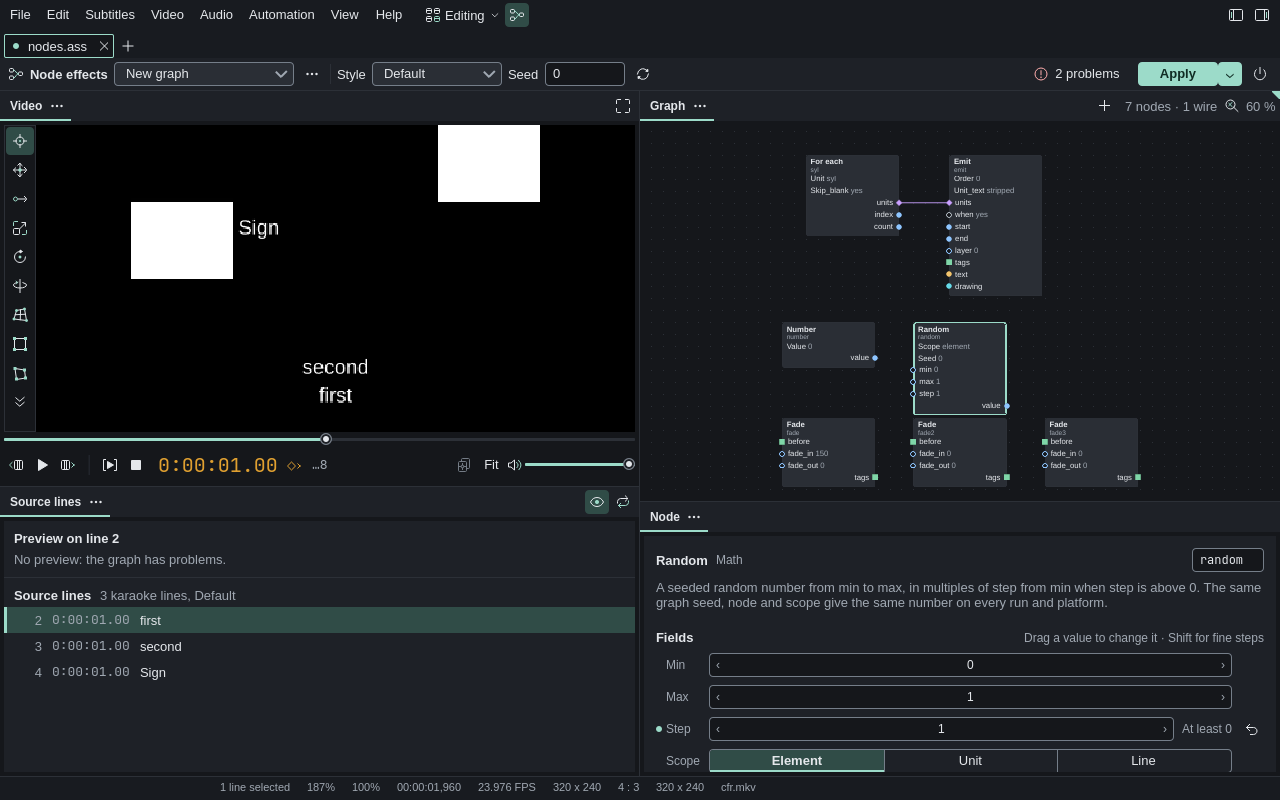 File Edit Subtitles Video Audio Automation View Help Editing
nodes.ass
Node effects New graph Style Default Seed 0 2 problems Apply
Video
Graph 7 nodes · 1 wire 60 %
Sign
second
first
For each
syl
Unit syl
Skip_blank yes
units
index
count
Emit
emit
Order 0
Unit_text stripped
units
when yes
start
end
layer 0
tags
text
drawing
Number
number
Value 0
value
Random
random
Scope element
Seed 0
min 0
max 1
step 1
value
Fade
fade
before
fade_in 150
fade_out 0
tags
Fade
fade2
before
fade_in 0
fade_out 0
tags
Fade
fade3
before
fade_in 0
fade_out 0
tags
0:00:01.00 …8 Fit
Source lines
Preview on line 2
No preview: the graph has problems.
Source lines 3 karaoke lines, Default
2 0:00:01.00 first
3 0:00:01.00 second
4 0:00:01.00 Sign
Node
Random Math random
A seeded random number from min to max, in multiples of step from min when step is above 0. The same
graph seed, node and scope give the same number on every run and platform.
Fields Drag a value to change it · Shift for fine steps
Min 0
Max 1
Step 1 At least 0
Scope Element Unit Line
1 line selected 187% 100% 00:00:01,960 23.976 FPS 320 x 240 4 : 3 320 x 240 cfr.mkv